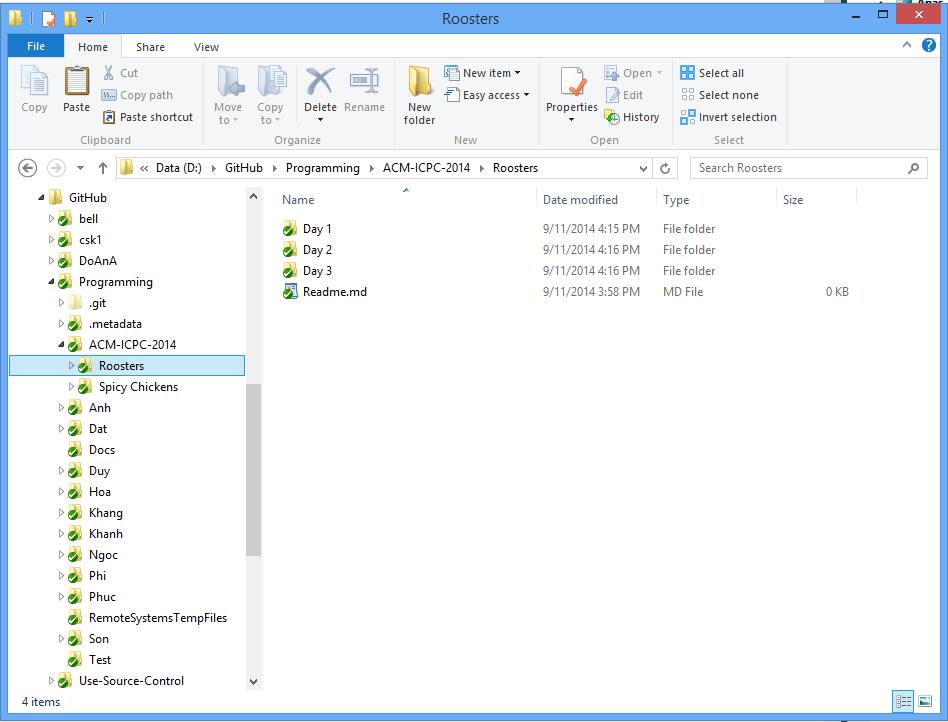 Roosters
File Home Share View
Copy
Paste
Cut
Copy path
Paste shortcut
Clipboard
Move to
Copy to
Delete
Rename
Organize
New folder
New item
Easy access
New
Properties
Open
Edit
History
Open
Select all
Select none
Invert selection
Select
« Data (D:) GitHub Programming ACM-ICPC-2014 Roosters
Search Roosters
GitHub
bell
csk1
DoAnA
Programming
.git
.metadata
ACM-ICPC-2014
Roosters
Spicy Chickens
Anh
Dat
Docs
Duy
Hoa
Khang
Khanh
Ngoc
Phi
Phuc
RemoteSystemsTempFiles
Son
Test
Use-Source-Control
Name Date modified Type Size
Day 1 9/11/2014 4:15 PM File folder
Day 2 9/11/2014 4:16 PM File folder
Day 3 9/11/2014 4:16 PM File folder
Readme.md 9/11/2014 3:58 PM MD File 0 KB
4 items